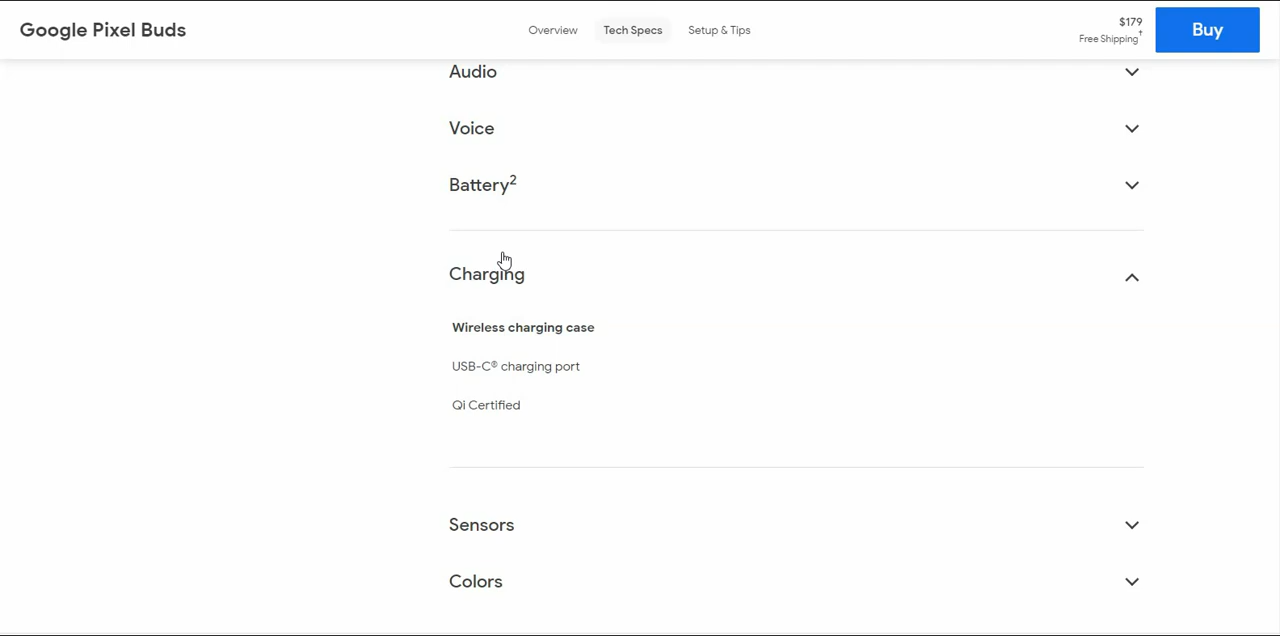 Google Pixel Buds
Overview
Tech Specs
Setup & Tips
$179
Free Shipping†
Buy
Audio
Voice
Battery²
Charging
Wireless charging case
USB-C® charging port
Qi Certified
Sensors
Colors